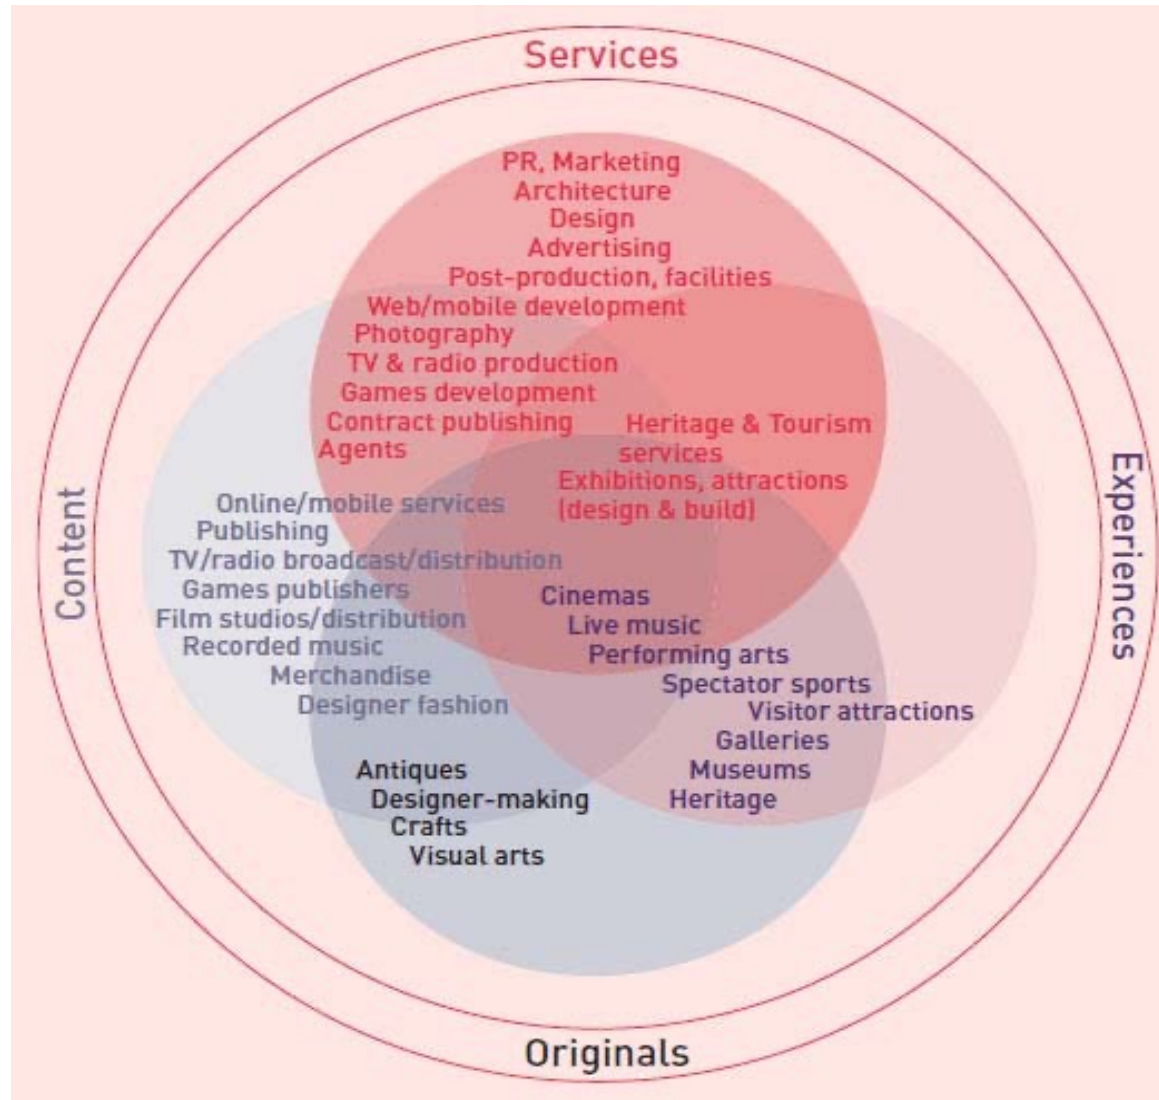 Services
PR, Marketing
Architecture
Design
Advertising
Post-production, facilities
Web/mobile development
Photography
TV & radio production
Games development
Contract publishing
Agents
Heritage & Tourism
services
Exhibitions, attractions
(design & build)
Content
Online/mobile services
Publishing
TV/radio broadcast/distribution
Games publishers
Film studios/distribution
Recorded music
Merchandise
Designer fashion
Experiences
Cinemas
Live music
Performing arts
Spectator sports
Visitor attractions
Galleries
Museums
Heritage
Antiques
Designer-making
Crafts
Visual arts
Originals